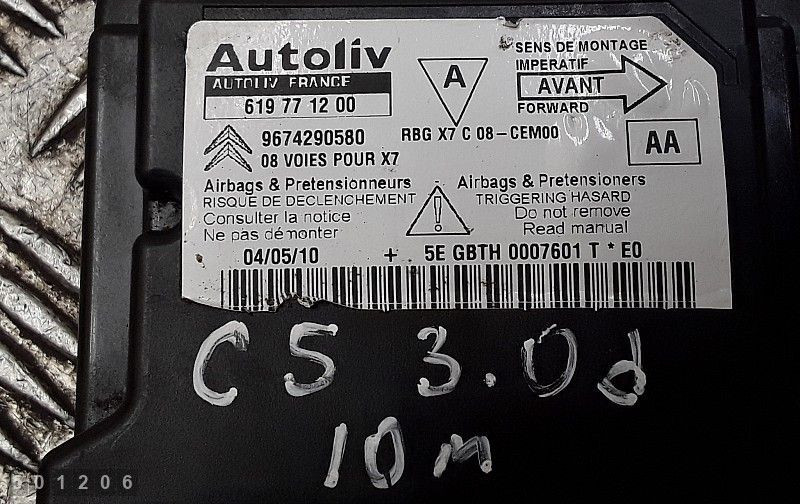 Autoliv
AUTOLIV FRANCE
619 77 12 00
A
SENS DE MONTAGE
IMPERATIF
AVANT
FORWARD
9674290580
08 VOIES POUR X7
RBG X7 C 08-CEM00
AA
Airbags & Pretensionneurs
RISQUE DE DECLENCHEMENT
Consulter la notice
Ne pas démonter
!
Airbags & Pretensioners
TRIGGERING HASARD
Do not remove
Read manual
04/05/10 + 5E GBTH 0007601 T * E0
C5 3.0d
10m
501206